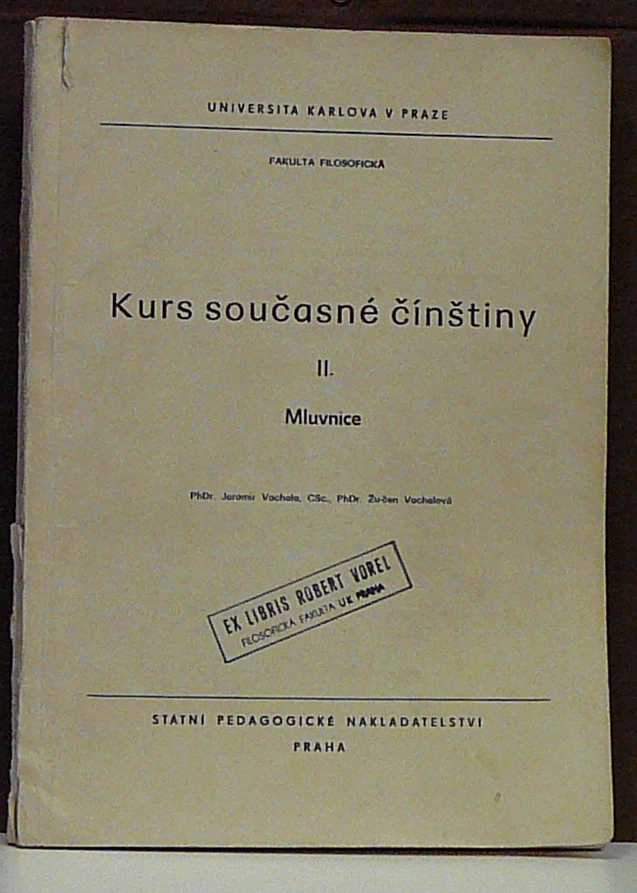 UNIVERSITA KARLOVA V PRAZE
FAKULTA FILOSOFICKÁ
Kurs současné čínštiny
II.
Mluvnice
PhDr. Jaromír Vochala, CSc., PhDr. Žu-čen Vochalová
EX LIBRIS ROBERT VOREL
FILOSOFICKÁ FAKULTA UK PRAHA
STÁTNÍ PEDAGOGICKÉ NAKLADATELSTVÍ
PRAHA